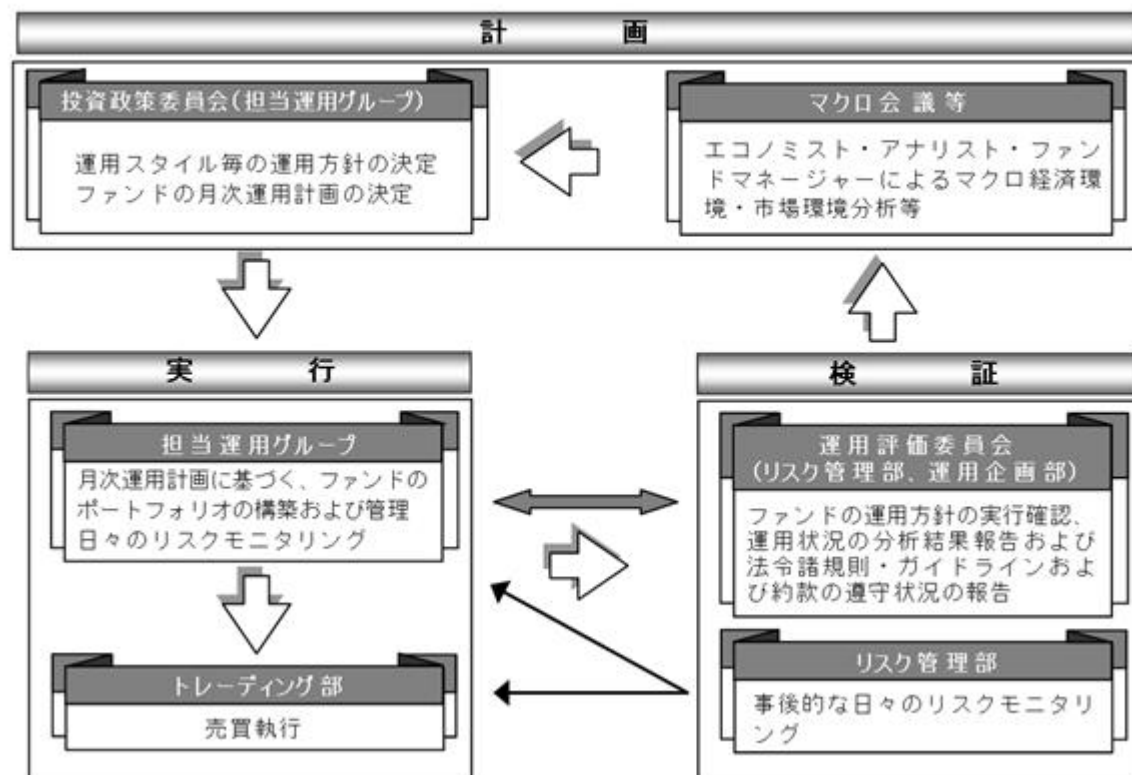 計画
投資政策委員会(担当運用グループ)
運用スタイル毎の運用方針の決定
ファンドの月次運用計画の決定
マクロ会議等
エコノミスト・アナリスト・ファン
ドマネージャーによるマクロ経済環
境・市場環境分析等
実行
担当運用グループ
月次運用計画に基づく、ファンドの
ポートフォリオの構築および管理
日々のリスクモニタリング
トレーディング部
売買執行
検証
運用評価委員会
(リスク管理部、運用企画部)
ファンドの運用方針の実行確認、
運用状況の分析結果報告および
法令諸規則・ガイドラインおよ
び約款の遵守状況の報告
リスク管理部
事後的な日々のリスクモニタリ
ング